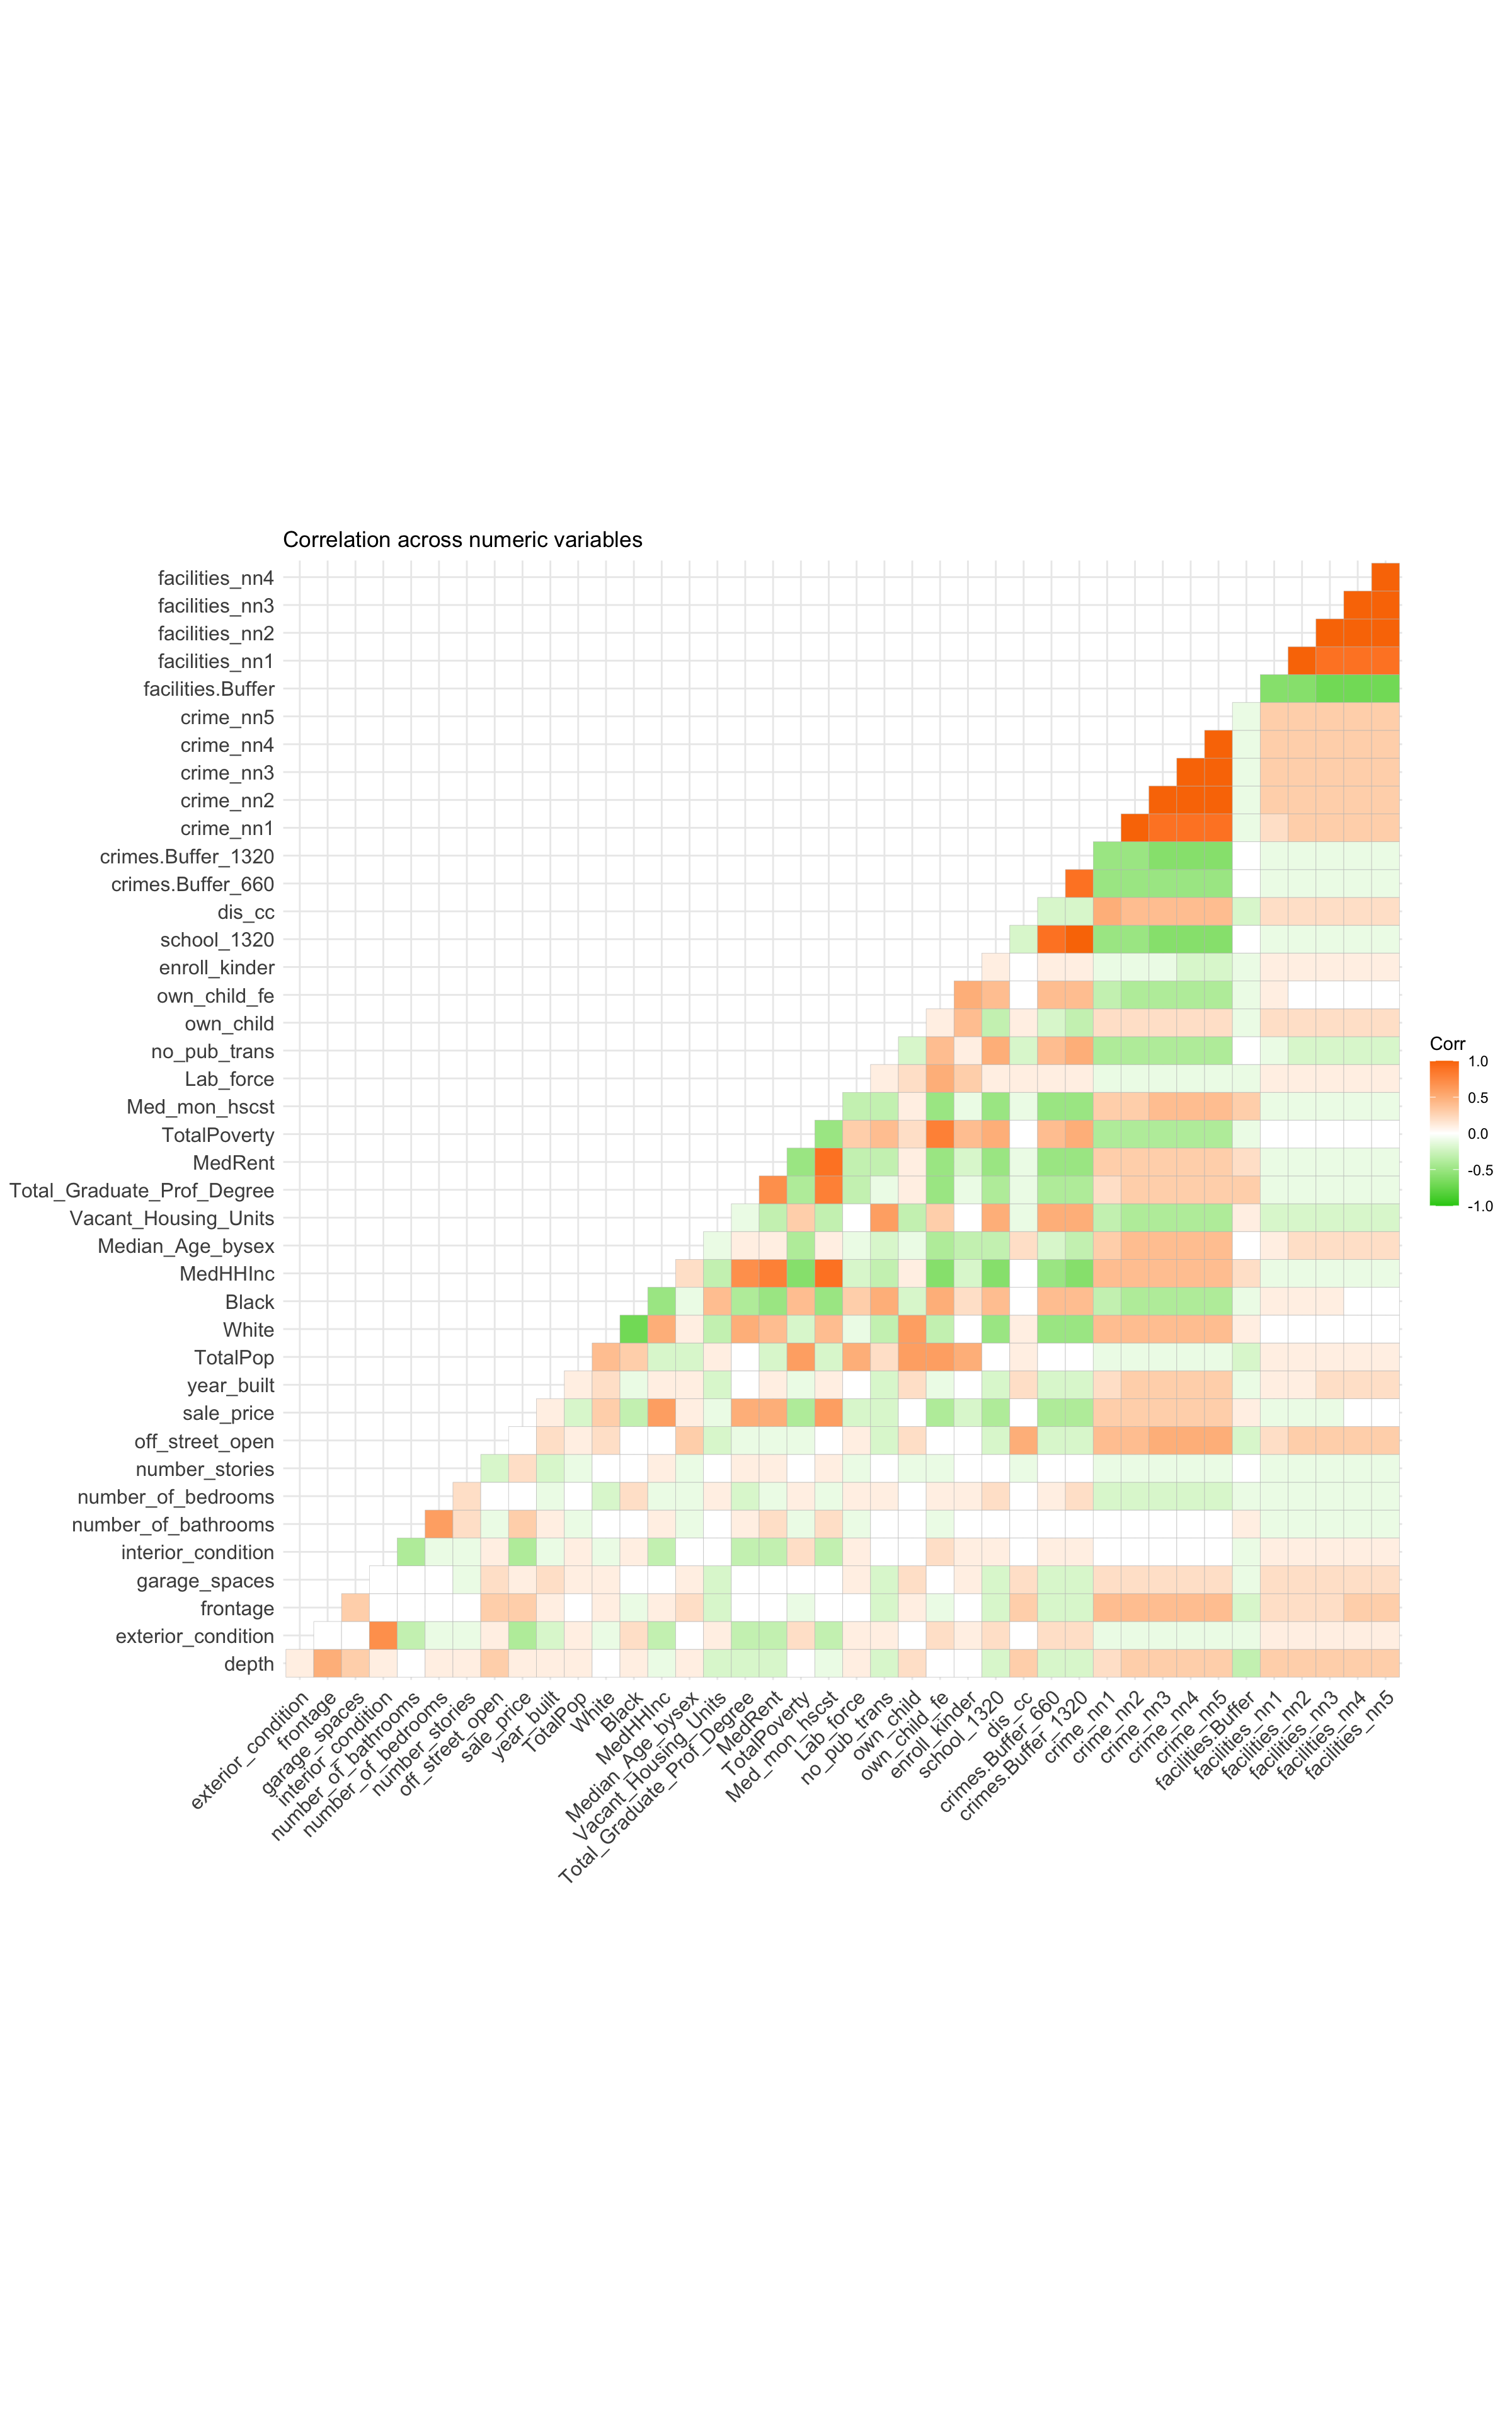 Correlation across numeric variables
facilities_nn4
facilities_nn3
facilities_nn2
facilities_nn1
facilities.Buffer
crime_nn5
crime_nn4
crime_nn3
crime_nn2
crime_nn1
crimes.Buffer_1320
crimes.Buffer_660
dis_cc
school_1320
enroll_kinder
own_child_fe
own_child
no_pub_trans
Lab_force
Med_mon_hscst
TotalPoverty
MedRent
Total_Graduate_Prof_Degree
Vacant_Housing_Units
Median_Age_bysex
MedHHInc
Black
White
TotalPop
year_built
sale_price
off_street_open
number_stories
number_of_bedrooms
number_of_bathrooms
interior_condition
garage_spaces
frontage
exterior_condition
depth
exterior_condition
frontage
garage_spaces
interior_condition
number_of_bathrooms
number_of_bedrooms
number_stories
off_street_open
sale_price
year_built
TotalPop
White
Black
MedHHInc
Median_Age_bysex
Vacant_Housing_Units
Total_Graduate_Prof_Degree
MedRent
TotalPoverty
Med_mon_hscst
Lab_force
no_pub_trans
own_child
own_child_fe
enroll_kinder
school_1320
dis_cc
crimes.Buffer_660
crimes.Buffer_1320
crime_nn1
crime_nn2
crime_nn3
crime_nn4
crime_nn5
facilities.Buffer
facilities_nn1
facilities_nn2
facilities_nn3
facilities_nn4
facilities_nn5
Corr
1.0
0.5
0.0
-0.5
-1.0